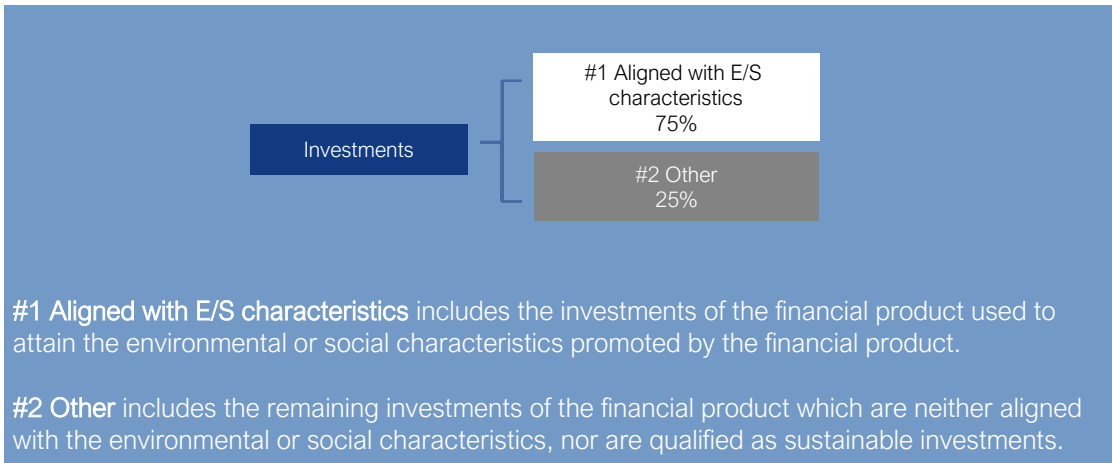 #1 Aligned with E/S
characteristics
75%
Investments
#2 Other
25%
#1 Aligned with E/S characteristics includes the investments of the financial product used to
attain the environmental or social characteristics promoted by the financial product.
#2 Other includes the remaining investments of the financial product which are neither aligned
with the environmental or social characteristics, nor are qualified as sustainable investments.